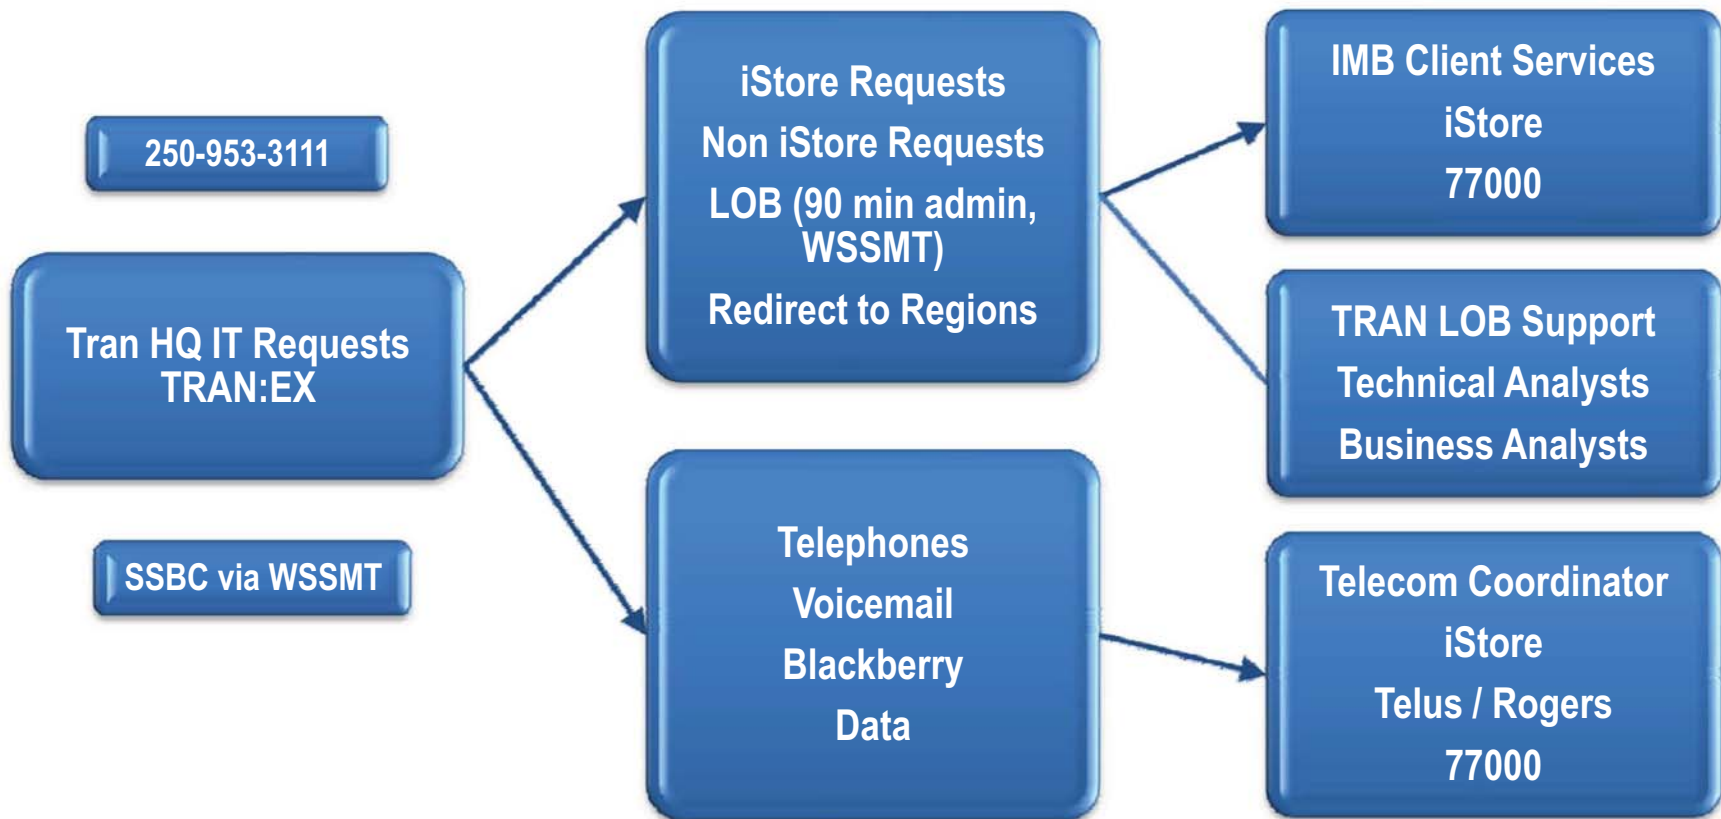 250-953-3111
Tran HQ IT Requests
TRAN:EX
SSBC via WSSMT
iStore Requests
Non iStore Requests
LOB (90 min admin,
WSSMT)
Redirect to Regions
Telephones
Voicemail
Blackberry
Data
IMB Client Services
iStore
77000
TRAN LOB Support
Technical Analysts
Business Analysts
Telecom Coordinator
iStore
Telus / Rogers
77000